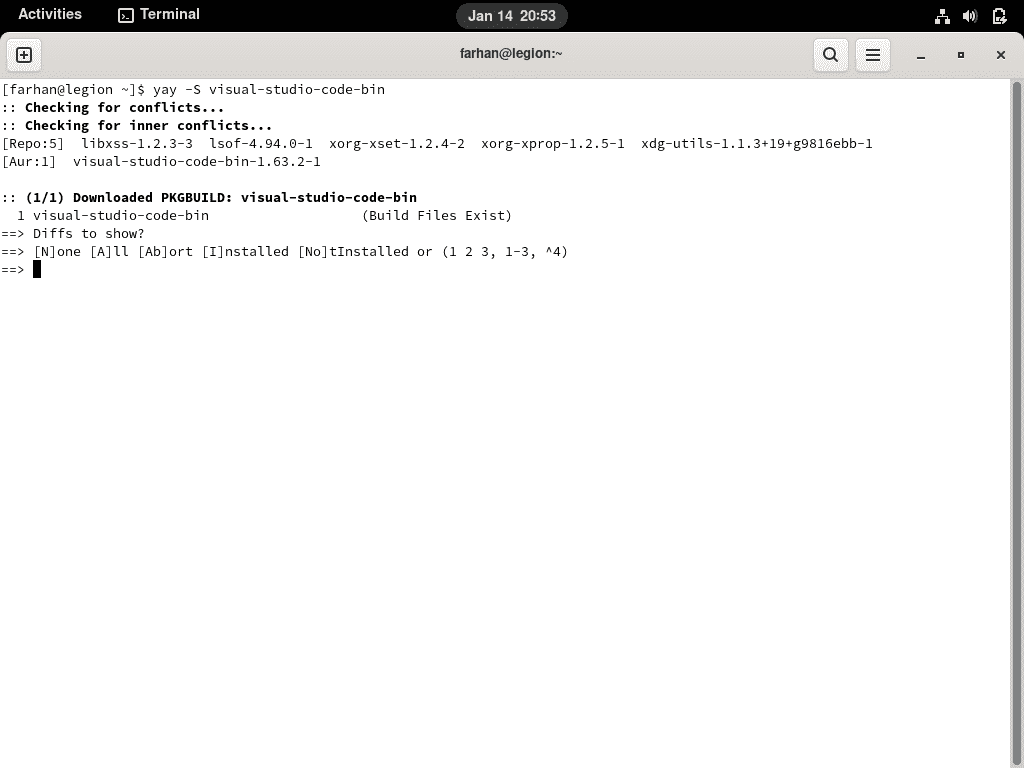 Activities Terminal Jan 14 20:53
farhan@legion:~
[farhan@legion ~]$ yay -S visual-studio-code-bin
:: Checking for conflicts...
:: Checking for inner conflicts...
[Repo:5]  libxss-1.2.3-3  lsof-4.94.0-1  xorg-xset-1.2.4-2  xorg-xprop-1.2.5-1  xdg-utils-1.1.3+19+g9816ebb-1
[Aur:1]  visual-studio-code-bin-1.63.2-1
:: (1/1) Downloaded PKGBUILD: visual-studio-code-bin
  1 visual-studio-code-bin                   (Build Files Exist)
==> Diffs to show?
==> [N]one [A]ll [Ab]ort [I]nstalled [No]tInstalled or (1 2 3, 1-3, ^4)
==>